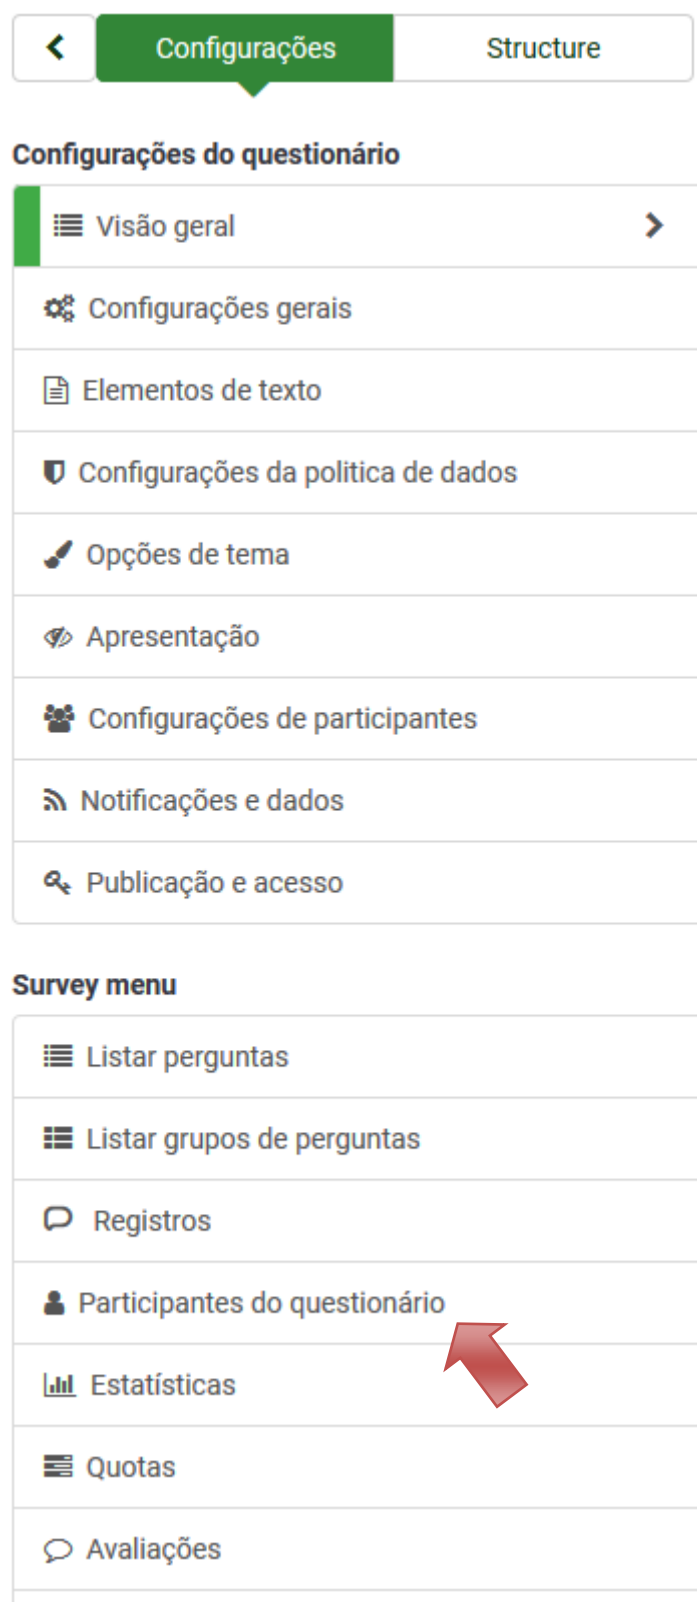 Configurações
Structure
Configurações do questionário
Visão geral
Configurações gerais
Elementos de texto
Configurações da politica de dados
Opções de tema
Apresentação
Configurações de participantes
Notificações e dados
Publicação e acesso
Survey menu
Listar perguntas
Listar grupos de perguntas
Registros
Participantes do questionário
Estatísticas
Quotas
Avaliações